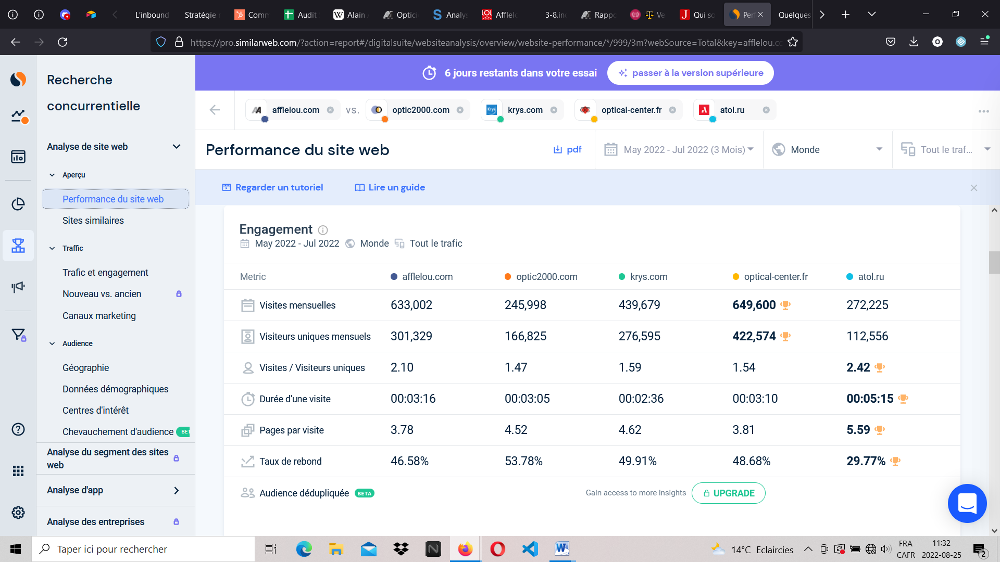 L'inbound
Stratégie
Comm
Audit
Alain
Optici
Analys
Afflelo
3-8.in
Rappo
Ve
Qui so
Per
Quelques
https://pro.similarweb.com/?action=report#/digitalsuite/websiteanalysis/overview/website-performance/*/999/3m?webSource=Total&key=afflelou.co
Recherche
concurrentielle
Analyse de site web
Aperçu
Performance du site web
Sites similaires
Traffic
Trafic et engagement
Nouveau vs. ancien
Canaux marketing
Audience
Géographie
Données démographiques
Centres d'intérêt
Chevauchement d'audience BET
Analyse du segment des sites
web
Analyse d'app
Analyse des entreprises
6 jours restants dans votre essai passer à la version supérieure
afflelou.com vs. optic2000.com krys.com optical-center.fr atol.ru
Performance du site web pdf May 2022 - Jul 2022 (3 Mois) Monde Tout le traf...
Regarder un tutoriel Lire un guide
Engagement
May 2022 - Jul 2022 Monde Tout le trafic
Metric afflelou.com optic2000.com krys.com optical-center.fr atol.ru
Visites mensuelles 633,002 245,998 439,679 649,600 272,225
Visiteurs uniques mensuels 301,329 166,825 276,595 422,574 112,556
Visites / Visiteurs uniques 2.10 1.47 1.59 1.54 2.42
Durée d'une visite 00:03:16 00:03:05 00:02:36 00:03:10 00:05:15
Pages par visite 3.78 4.52 4.62 3.81 5.59
Taux de rebond 46.58% 53.78% 49.91% 48.68% 29.77%
Audience dédupliquée BETA Gain access to more insights UPGRADE
Taper ici pour rechercher
14°C Eclaircies
FRA
CAFR
11:32
2022-08-25
2